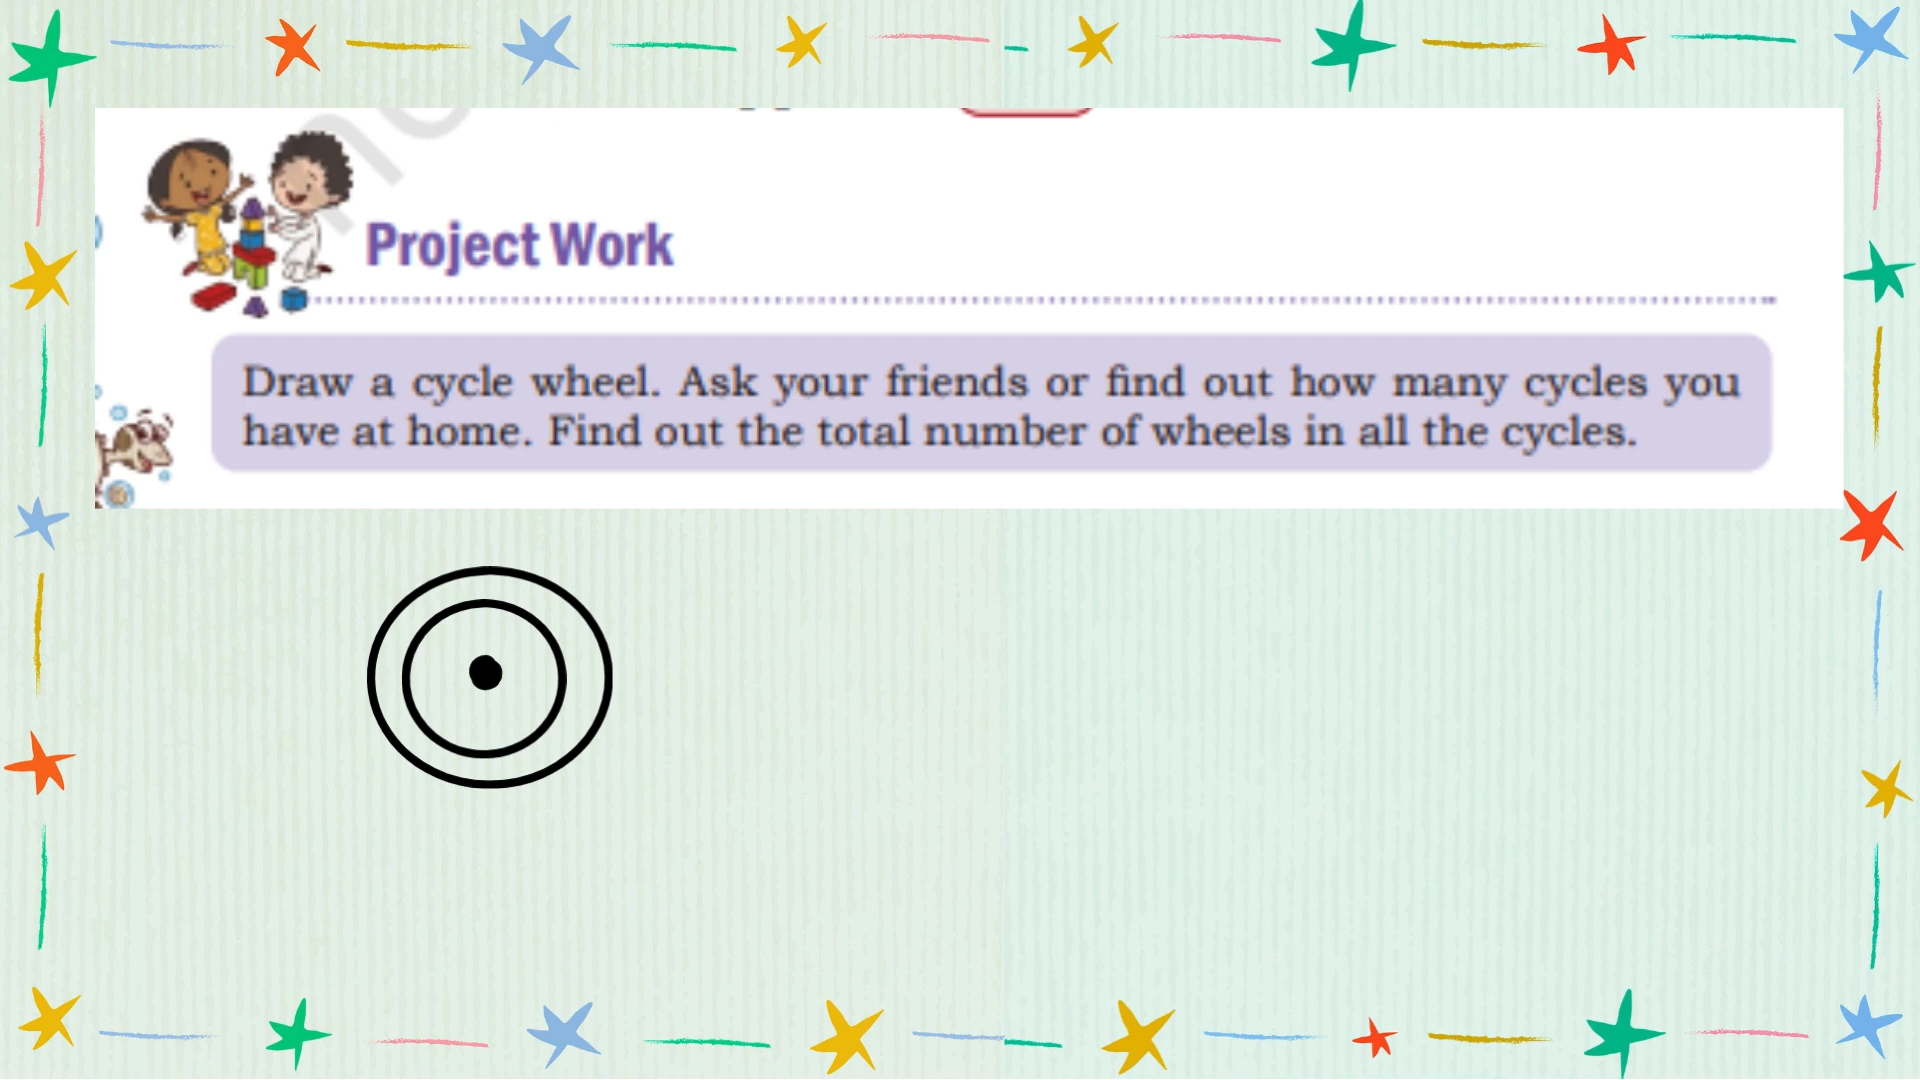 Project Work
Draw a cycle wheel. Ask your friends or find out how many cycles you
have at home. Find out the total number of wheels in all the cycles.